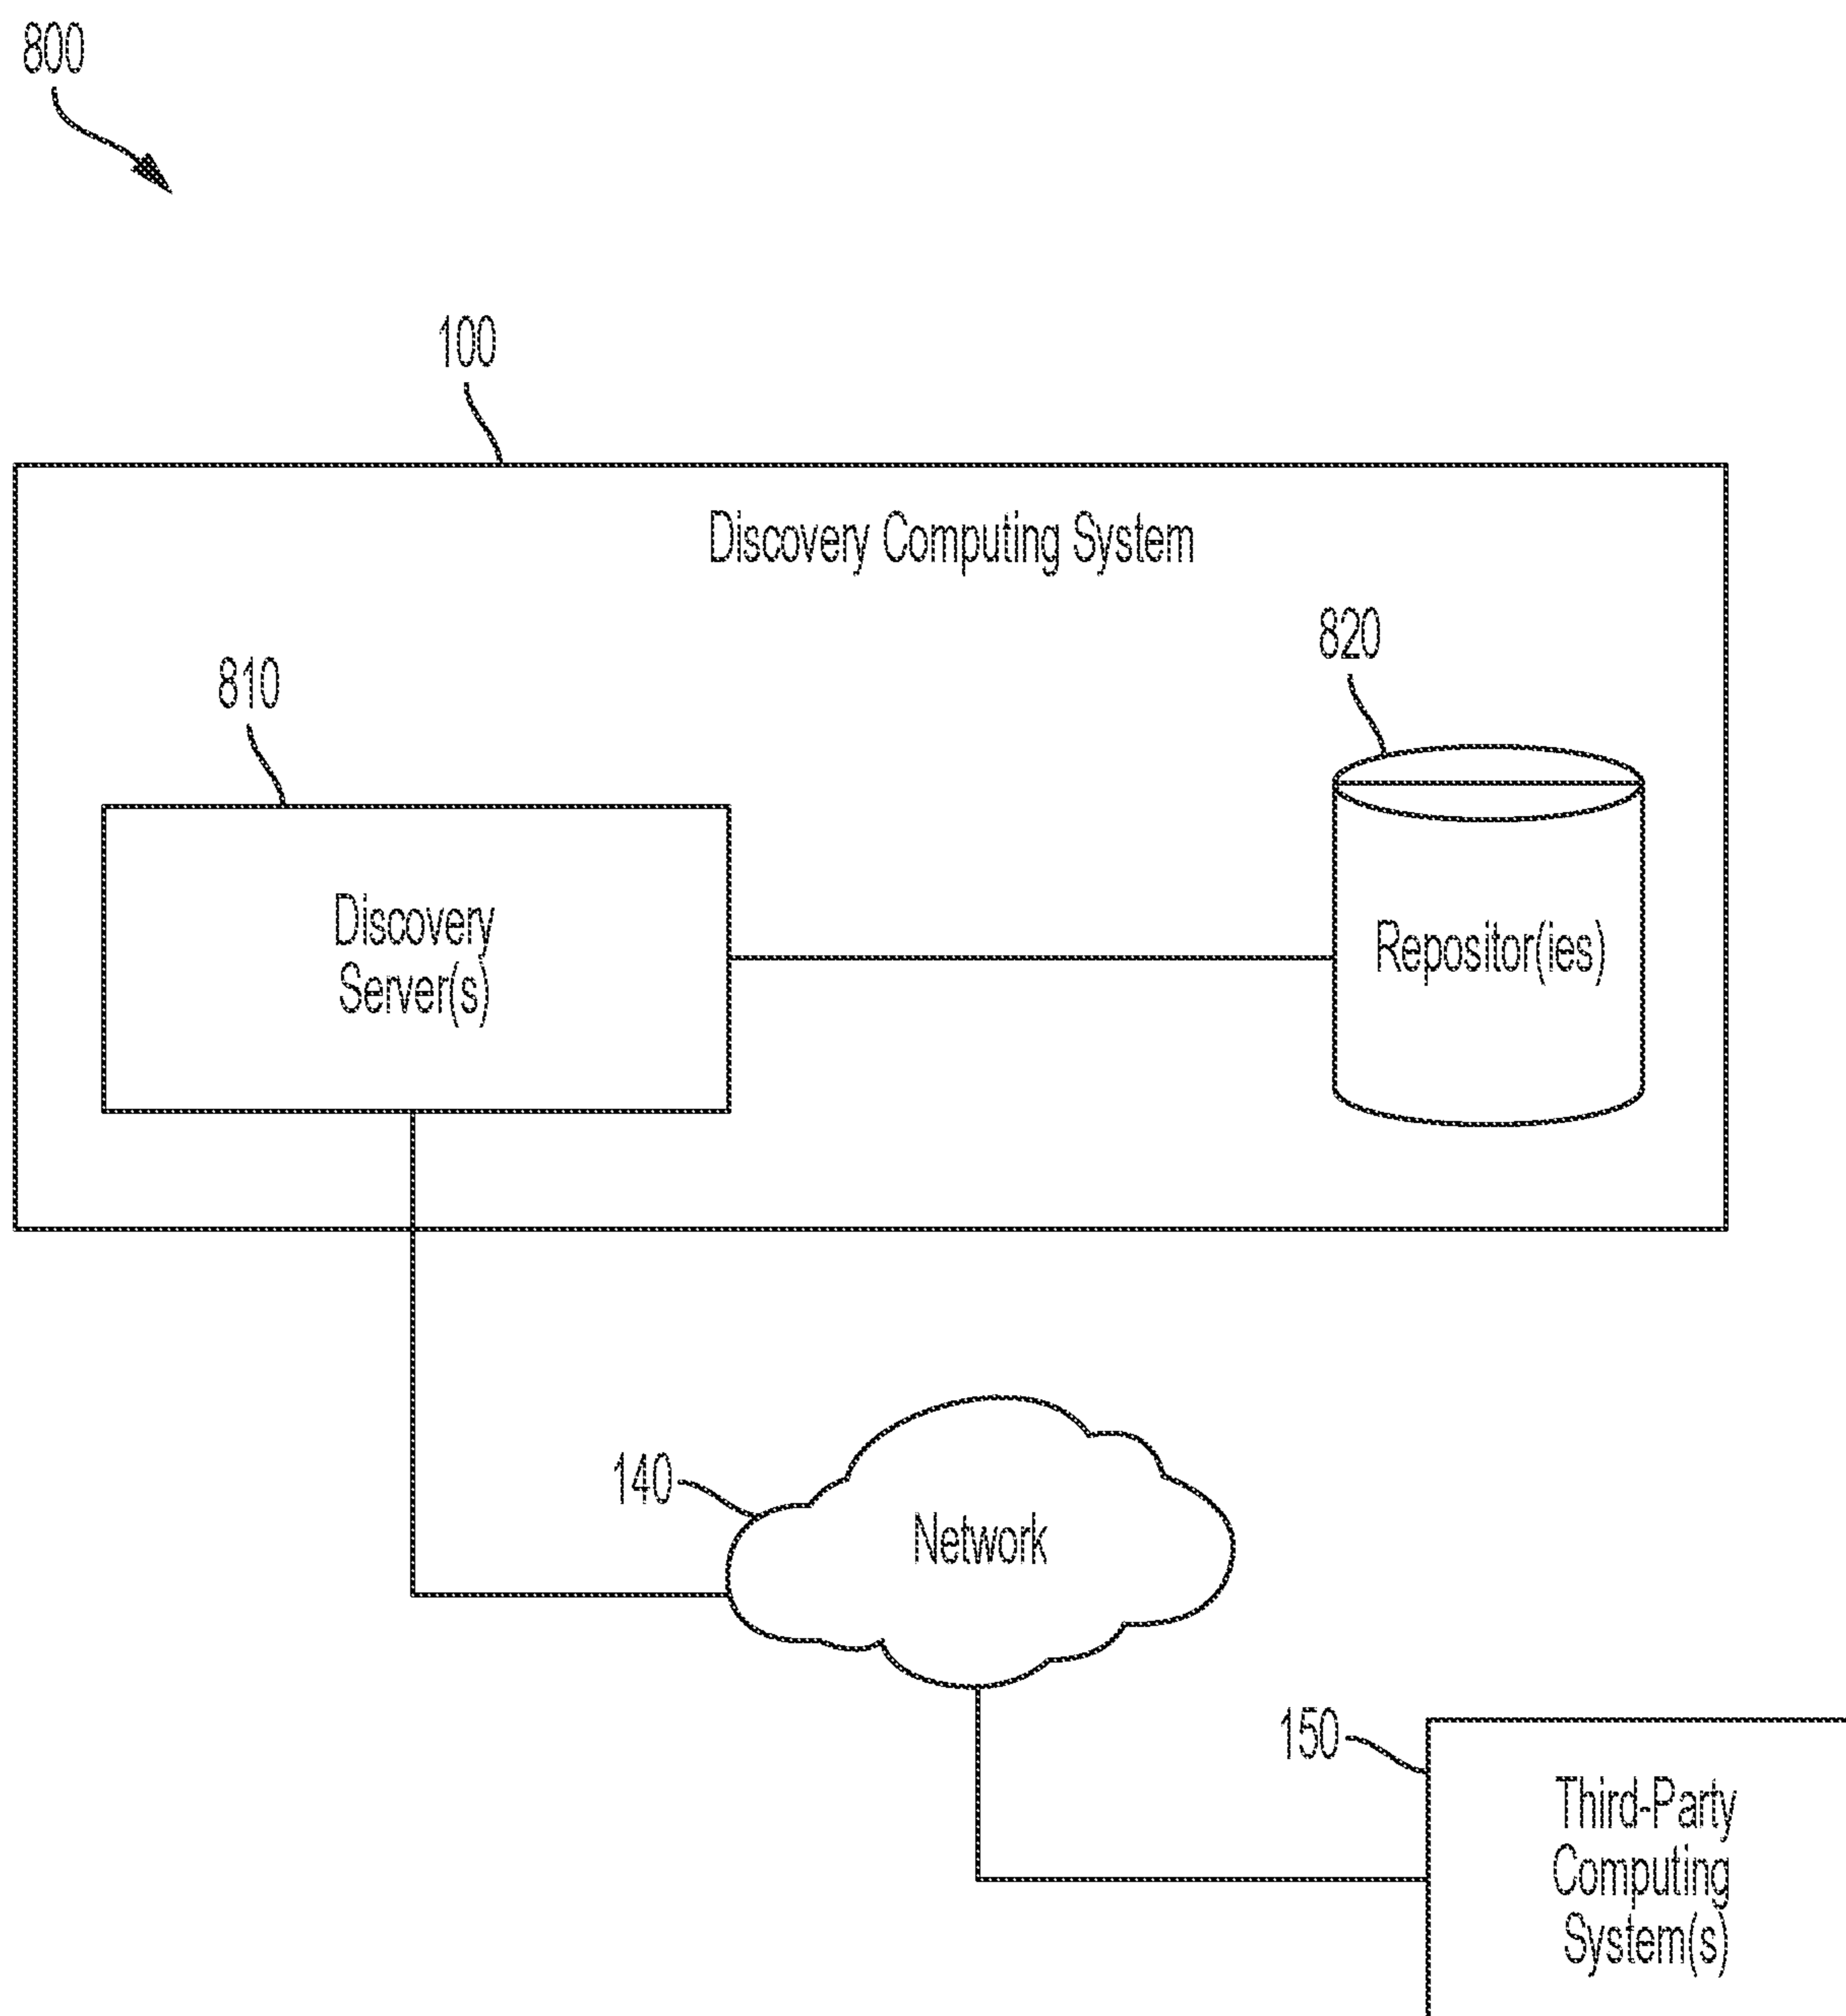 800
100
Discovery Computing System
820
810
Discovery
Server(s)
Repositor(ies)
140
Network
150
Third-Party
Computing
System(s)